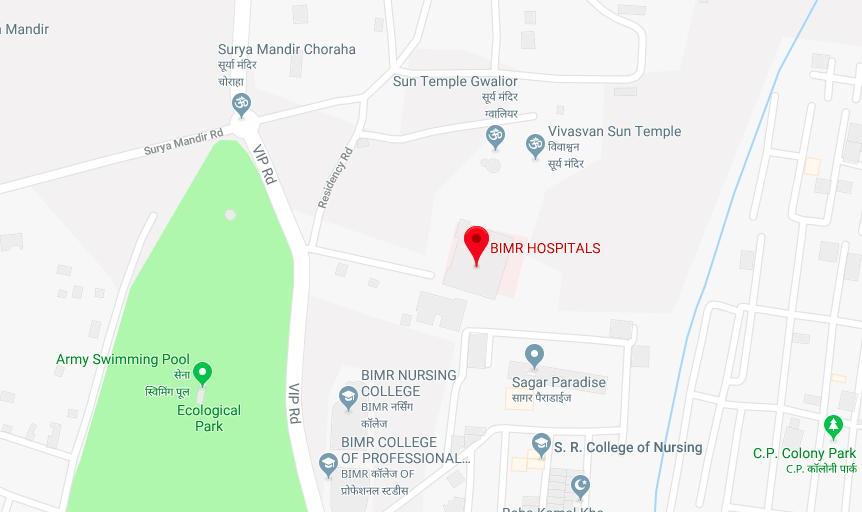 Mandir
Surya Mandir Choraha
सूर्या मंदिर
चोराहा
Sun Temple Gwalior
सूर्य मंदिर
ग्वालियर
Surya Mandir Rd
VIP Rd
Residency Rd
Vivasvan Sun Temple
विवाश्वन
सूर्य मंदिर
BIMR HOSPITALS
Army Swimming Pool
सेना
स्विमिंग पूल
Ecological
Park
VIP Rd
BIMR NURSING
COLLEGE
BIMR नर्सिंग
कॉलेज
BIMR COLLEGE
OF PROFESSIONAL...
BIMR कॉलेज OF
प्रोफेशनल स्टडीस
Sagar Paradise
सागर पैराडाईज
S. R. College of Nursing
C.P. Colony Park
C.P. कॉलोनी पार्क